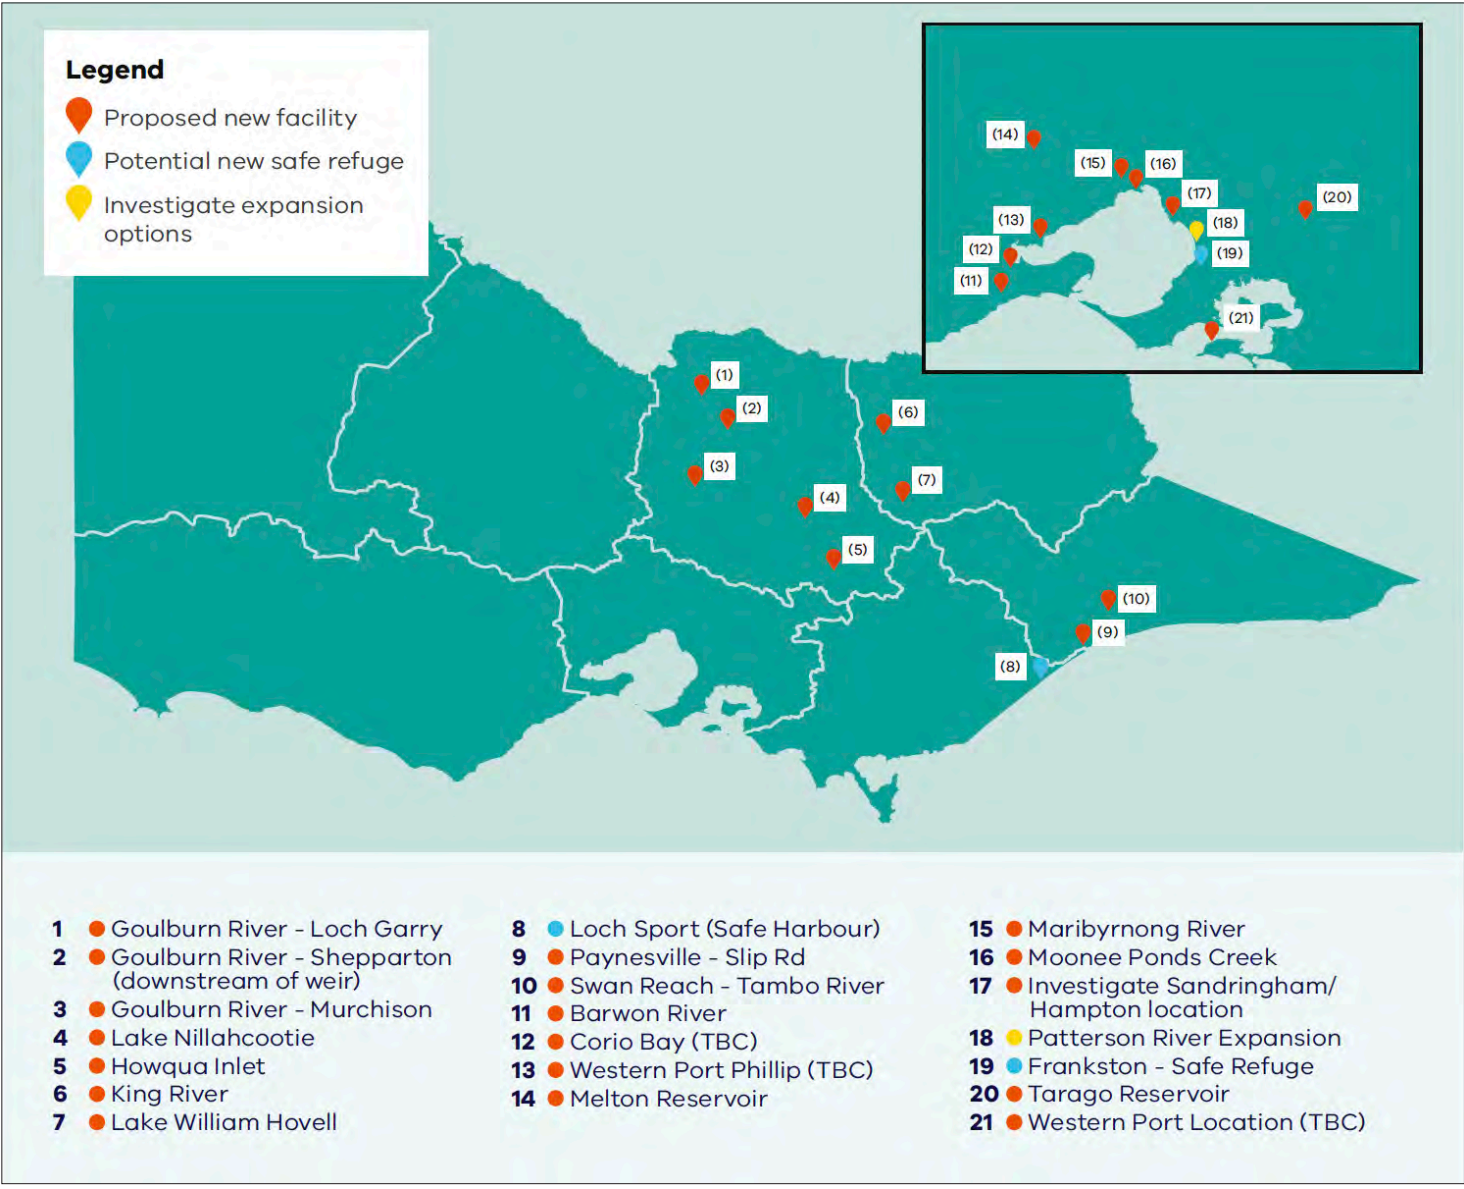 Legend
Proposed new facility
Potential new safe refuge
Investigate expansion
options
(14)
(15)
(16)
(17)
(20)
(13)
(18)
(12)
(19)
(11)
(21)
(1)
(2)
(6)
(3)
(7)
(4)
(5)
(10)
(9)
(8)
1 Goulburn River - Loch Garry
2 Goulburn River - Shepparton
(downstream of weir)
3 Goulburn River - Murchison
4 Lake Nillahcootie
5 Howqua Inlet
6 King River
7 Lake William Hovell
8 Loch Sport (Safe Harbour)
9 Paynesville - Slip Rd
10 Swan Reach - Tambo River
11 Barwon River
12 Corio Bay (TBC)
13 Western Port Phillip (TBC)
14 Melton Reservoir
15 Maribyrnong River
16 Moonee Ponds Creek
17 Investigate Sandringham/
Hampton location
18 Patterson River Expansion
19 Frankston - Safe Refuge
20 Tarago Reservoir
21 Western Port Location (TBC)